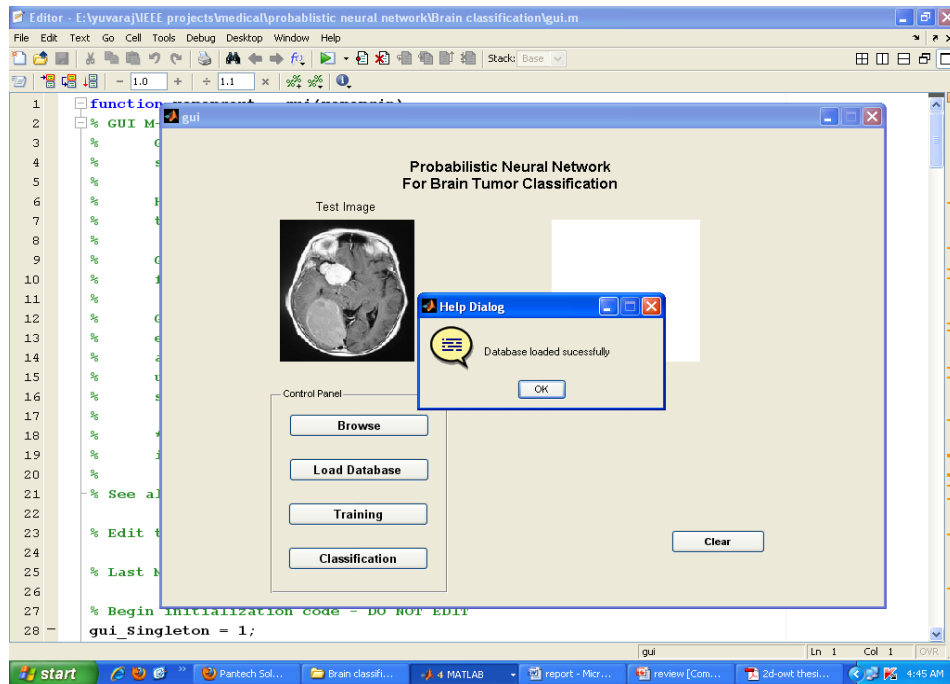 Editor - E:\yuvaraj\IEEE projects\medical\probablistic neural network\Brain classification\gui.m
File Edit Text Go Cell Tools Debug Desktop Window Help
Stack: Base
- 1.0 + ÷ 1.1 ×
1 function
2 % GUI M-
3 %
4 %
5 %
6 %
7 %
8 %
9 %
10 %
11 %
12 %
13 %
14 %
15 %
16 %
17 %
18 %
19 %
20 %
21 % See al
22
23 % Edit t
24
25 % Last M
26
27 % Begin initialization code - DO NOT EDIT
28 - gui_Singleton = 1;
gui
Probabilistic Neural Network
For Brain Tumor Classification
Test Image
Help Dialog
Database loaded sucessfully
OK
Control Panel
Browse
Load Database
Training
Classification
Clear
gui Ln 1 Col 1 OVR
start Pantech Sol... Brain classifi... 4 MATLAB report - Micr... review [Com... 2d-owt thesi... 4:45 AM